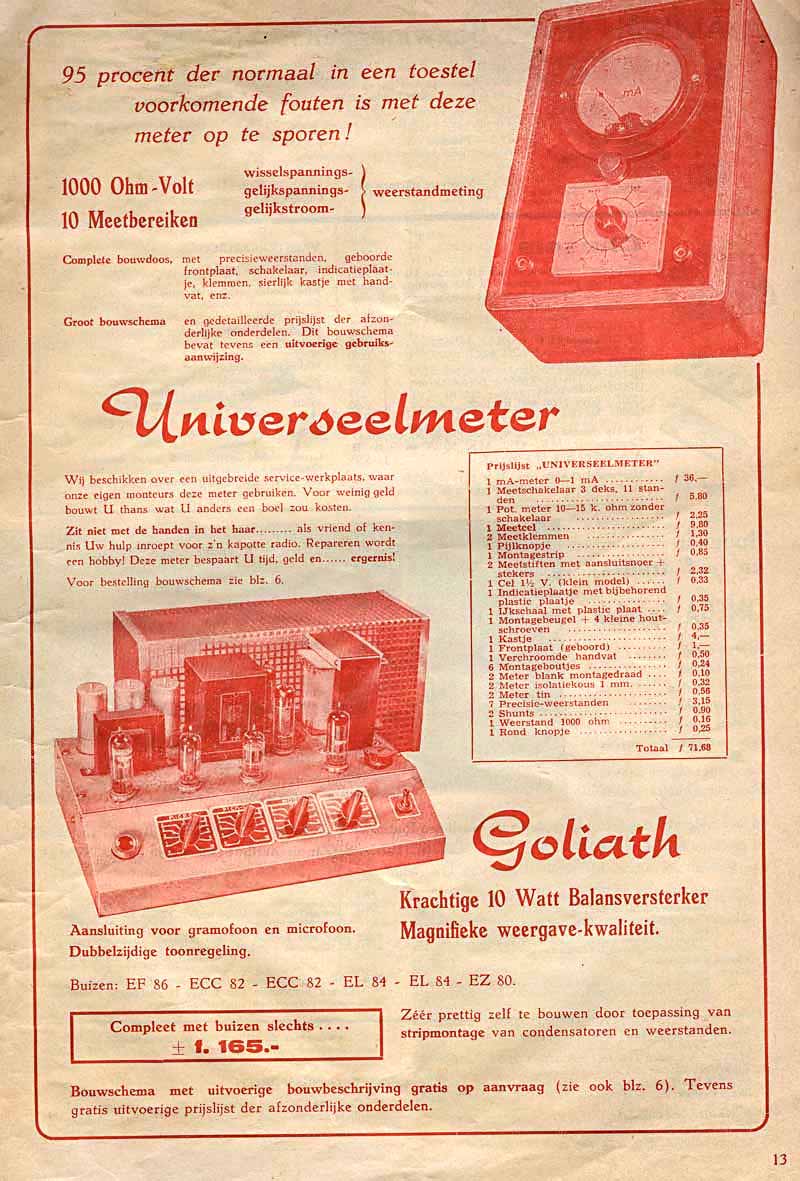 95 procent der normaal in een toestel
voorkomende fouten is met deze
meter op te sporen!
1000 Ohm-Volt
10 Meetbereiken
wisselspannings-
gelijkspannings-
gelijkstroom-
weerstandmeting
mA
Complete bouwdoos, met precisieweerstanden, geboorde
frontplaat, schakelaar, indicatieplaat-
je, klemmen, sierlijk kastje met hand-
vat, enz.
Groot bouwschema en gedetailleerde prijslijst der afzon-
derlijke onderdelen. Dit bouwschema
bevat tevens een uitvoerige gebruiks-
aanwijzing.
Universeelmeter
Wij beschikken over een uitgebreide service-werkplaats, waar
onze eigen monteurs deze meter gebruiken. Voor weinig geld
bouwt U thans wat U anders een boel zou kosten.
Zit niet met de handen in het haar......... als vriend of ken-
nis Uw hulp inroept voor z'n kapotte radio. Repareren wordt
een hobby! Deze meter bespaart U tijd, geld en...... ergernis!
Voor bestelling bouwschema zie blz. 6.
Prijslijst „UNIVERSEELMETER"
1 mA-meter 0—1 mA ............ f 36,—
1 Meetschakelaar 3 deks, 11 stan-
den ........................ f 5.80
1 Pot. meter 10—15 k. ohm zonder
schakelaar ................ f 2,25
1 Meetcel ........................ f 9,80
2 Meetklemmen .................. f 1,30
1 Pijlknopje ...................... f 0,40
1 Montagestrip .................. f 0,85
2 Meetstiften met aansluitsnoer +
stekers ........................ f 2,32
1 Cel 1½ V. (klein model) ...... f 0,33
1 Indicatieplaatje met bijbehorend
plastic plaatje ................ f 0,35
1 IJkschaal met plastic plaat .... f 0,75
1 Montagebeugel + 4 kleine hout-
schroeven .................... f 0,35
1 Kastje ........................ f 4,—
1 Frontplaat (geboord) .......... f 1,—
1 Verchroomde handvat ........ f 0,50
6 Montageboutjes ................ f 0,24
2 Meter blank montagedraad .... f 0,10
2 Meter isolatiekous 1 mm. ...... f 0,32
2 Meter tin ...................... f 0,56
7 Precisie-weerstanden ........ f 3,15
2 Shunts ........................ f 0.90
1 Weerstand 1000 ohm .......... f 0.16
1 Rond knopje .................. f 0,25
Totaal f 71,68
Goliath
Krachtige 10 Watt Balansversterker
Magnifieke weergave-kwaliteit.
Aansluiting voor gramofoon en microfoon.
Dubbelzijdige toonregeling.
Buizen: EF 86 - ECC 82 - ECC 82 - EL 84 - EL 84 - EZ 80.
Compleet met buizen slechts ....
± f. 165.-
Zéér prettig zelf te bouwen door toepassing van
stripmontage van condensatoren en weerstanden.
Bouwschema met uitvoerige bouwbeschrijving gratis op aanvraag (zie ook blz. 6). Tevens
gratis uitvoerige prijslijst der afzonderlijke onderdelen.
13